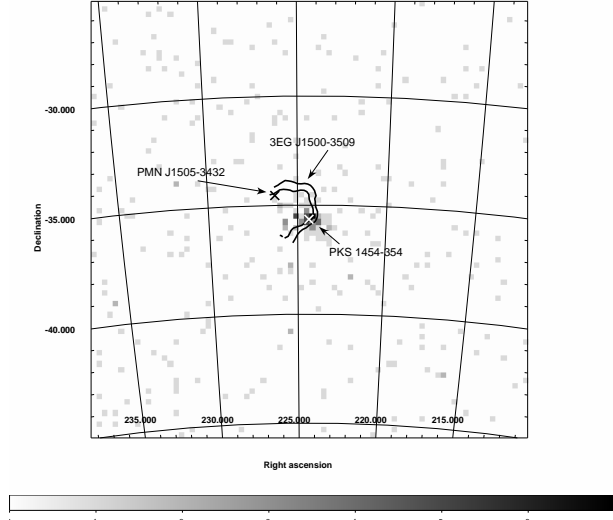 -30.000
3EG J1500-3509
PMN J1505-3432
Declination
-35.000
PKS 1454-354
-40.000
235.000 230.000 225.000 220.000 215.000
Right ascension